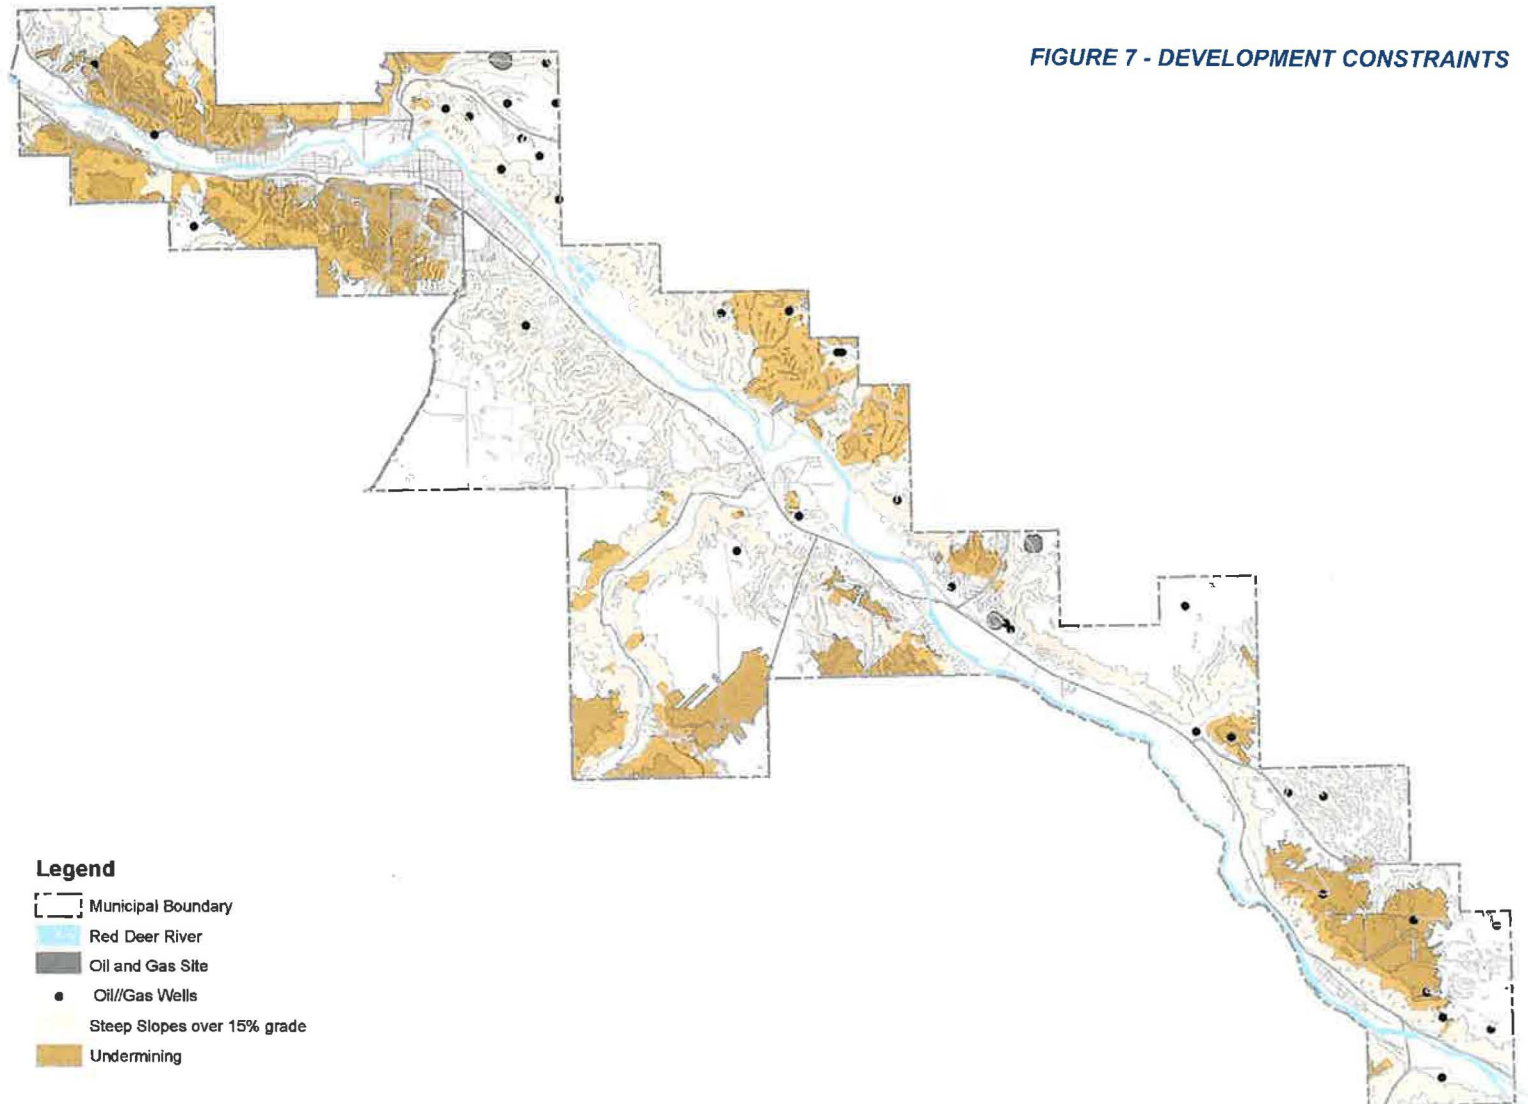 FIGURE 7 - DEVELOPMENT CONSTRAINTS
Legend
Municipal Boundary
Red Deer River
Oil and Gas Site
Oil//Gas Wells
Steep Slopes over 15% grade
Undermining